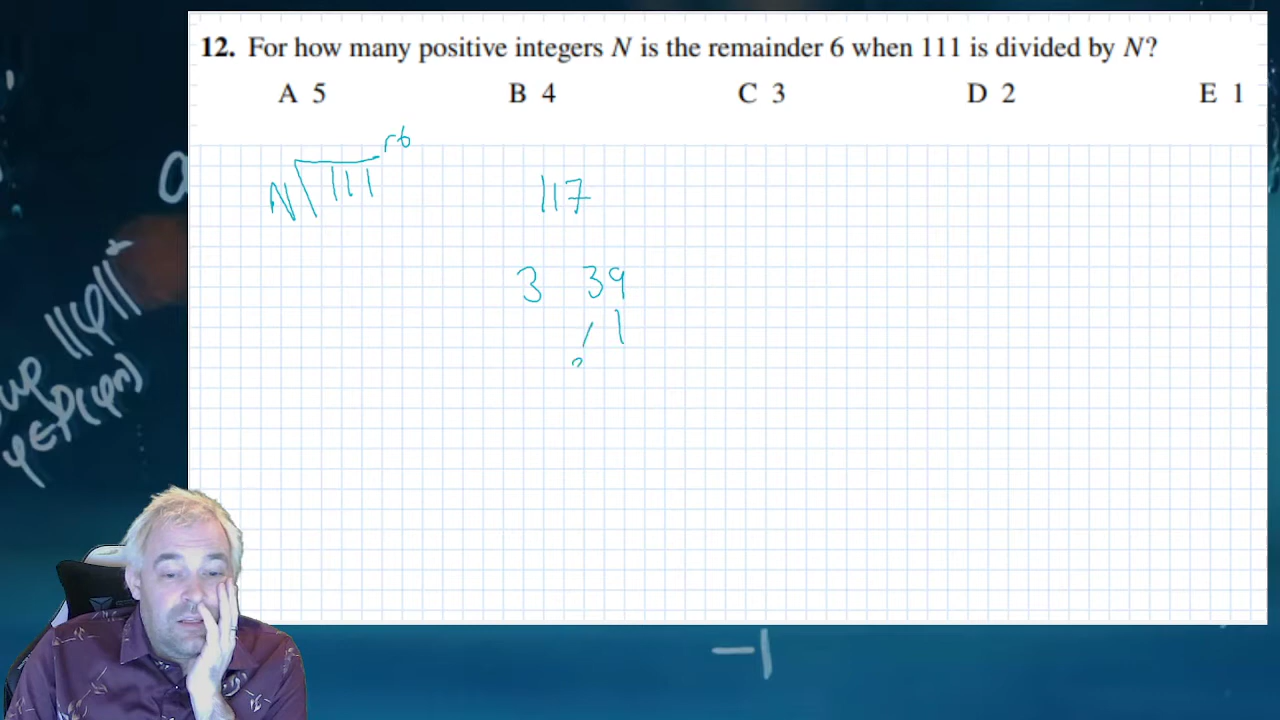 12. For how many positive integers N is the remainder 6 when 111 is divided by N?
A 5 B 4 C 3 D 2 E 1
r6
N 111
117
3 39
||φ||
φ∈P(φn)
-1